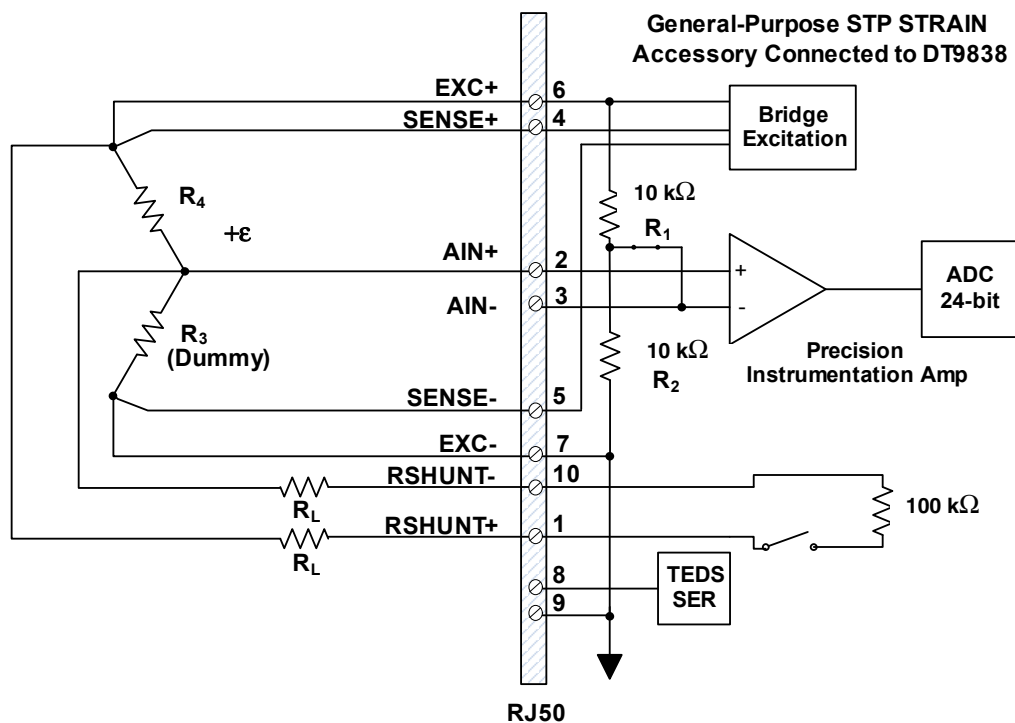 General-Purpose STP STRAIN
Accessory Connected to DT9838
EXC+
6
SENSE+
4
Bridge
Excitation
R4
+ε
10 kΩ
R1
AIN+
2
+
ADC
24-bit
AIN-
3
-
R3
(Dummy)
10 kΩ
R2
Precision
Instrumentation Amp
SENSE-
5
EXC-
7
RSHUNT-
10
RL
100 kΩ
RSHUNT+
1
RL
8
TEDS
SER
9
RJ50